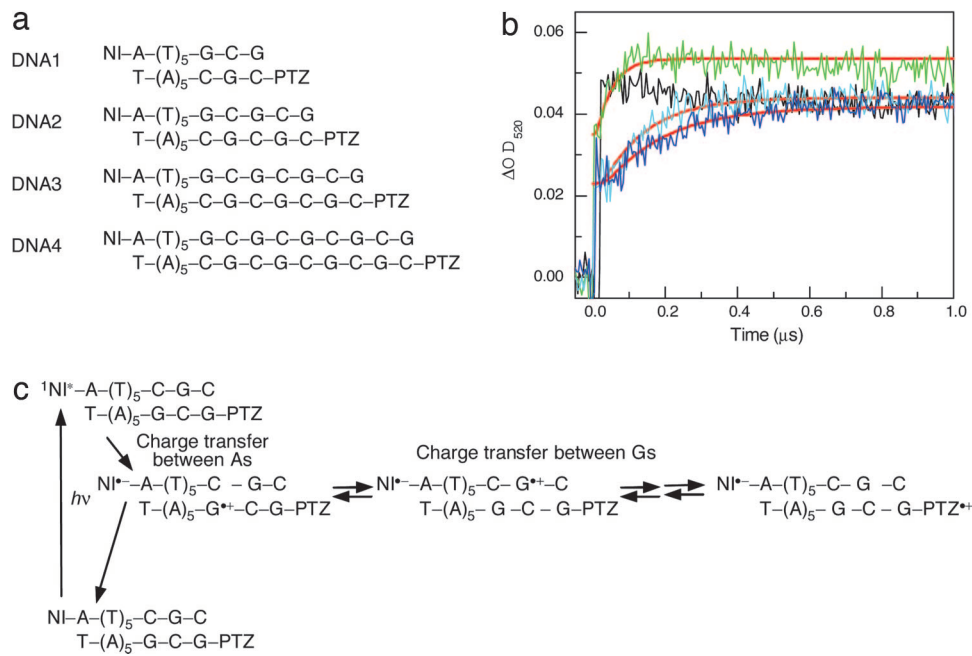 a
DNA1
NI–A–(T)5–G–C–G
T–(A)5–C–G–C–PTZ
DNA2
NI–A–(T)5–G–C–G–C–G
T–(A)5–C–G–C–G–C–PTZ
DNA3
NI–A–(T)5–G–C–G–C–G–C–G
T–(A)5–C–G–C–G–C–G–C–PTZ
DNA4
NI–A–(T)5–G–C–G–C–G–C–G–C–G
T–(A)5–C–G–C–G–C–G–C–G–C–PTZ
b
0.06
0.04
0.02
0.00
ΔO.D.520
0.0 0.2 0.4 0.6 0.8 1.0
Time (μs)
c
1NI*–A–(T)5–C–G–C
T–(A)5–G–C–G–PTZ
Charge transfer
between As
hν
NI•––A–(T)5–C –G–C
T–(A)5–G•+–C–G–PTZ
Charge transfer between Gs
NI•––A–(T)5–C–G•+–C
T–(A)5– G–C–G–PTZ
NI•––A–(T)5–C– G –C
T–(A)5– G – C – G–PTZ•+
NI–A–(T)5–C–G–C
T–(A)5–G–C–G–PTZ